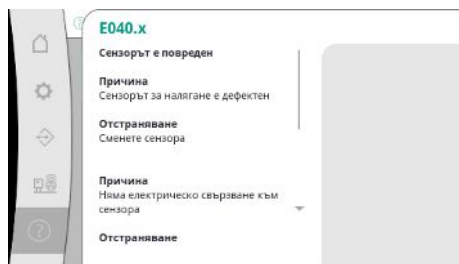 E040.x
Сензорът е повреден
Причина
Сензорът за налягане е дефектен
Отстраняване
Сменете сензора
Причина
Няма електрическо свързване към
сензора
Отстраняване